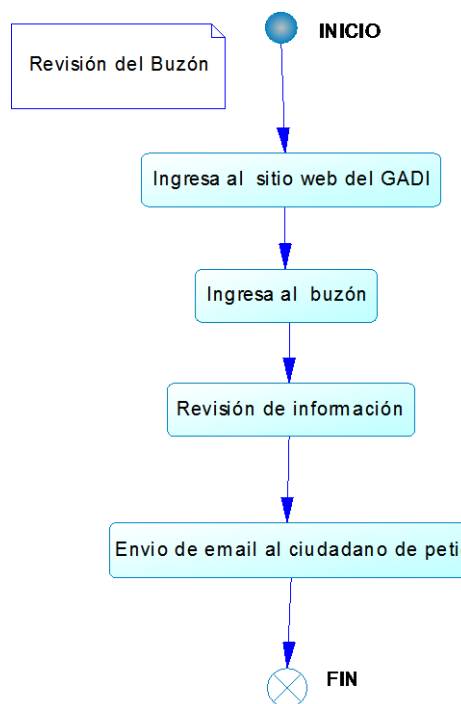 INICIO
Revisión del Buzón
Ingresa al sitio web del GADI
Ingresa al buzón
Revisión de información
Envio de email al ciudadano de peti
FIN